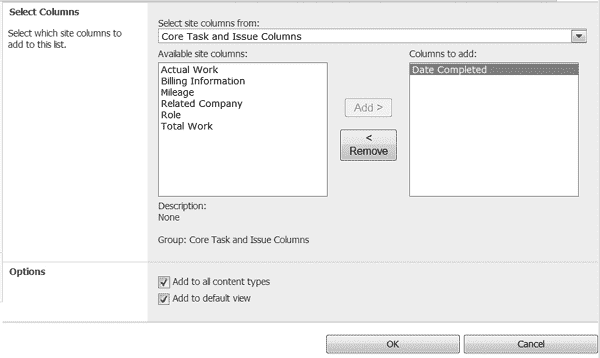 Select Columns
Select which site columns to
add to this list.
Select site columns from:
Core Task and Issue Columns
Available site columns:
Actual Work
Billing Information
Mileage
Related Company
Role
Total Work
Add >
<
Remove
Columns to add:
Date Completed
Description:
None
Group: Core Task and Issue Columns
Options
Add to all content types
Add to default view
OK
Cancel